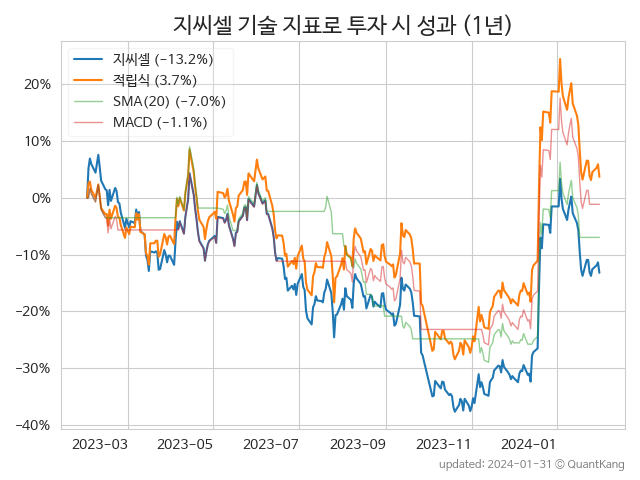 지씨셀 기술 지표로 투자 시 성과 (1년)
지씨셀 (−13.2%)
적립식 (3.7%)
SMA(20) (−7.0%)
MACD (−1.1%)
20%
10%
0%
−10%
−20%
−30%
−40%
2023-03 2023-05 2023-07 2023-09 2023-11 2024-01
updated: 2024-01-31 © QuantKang